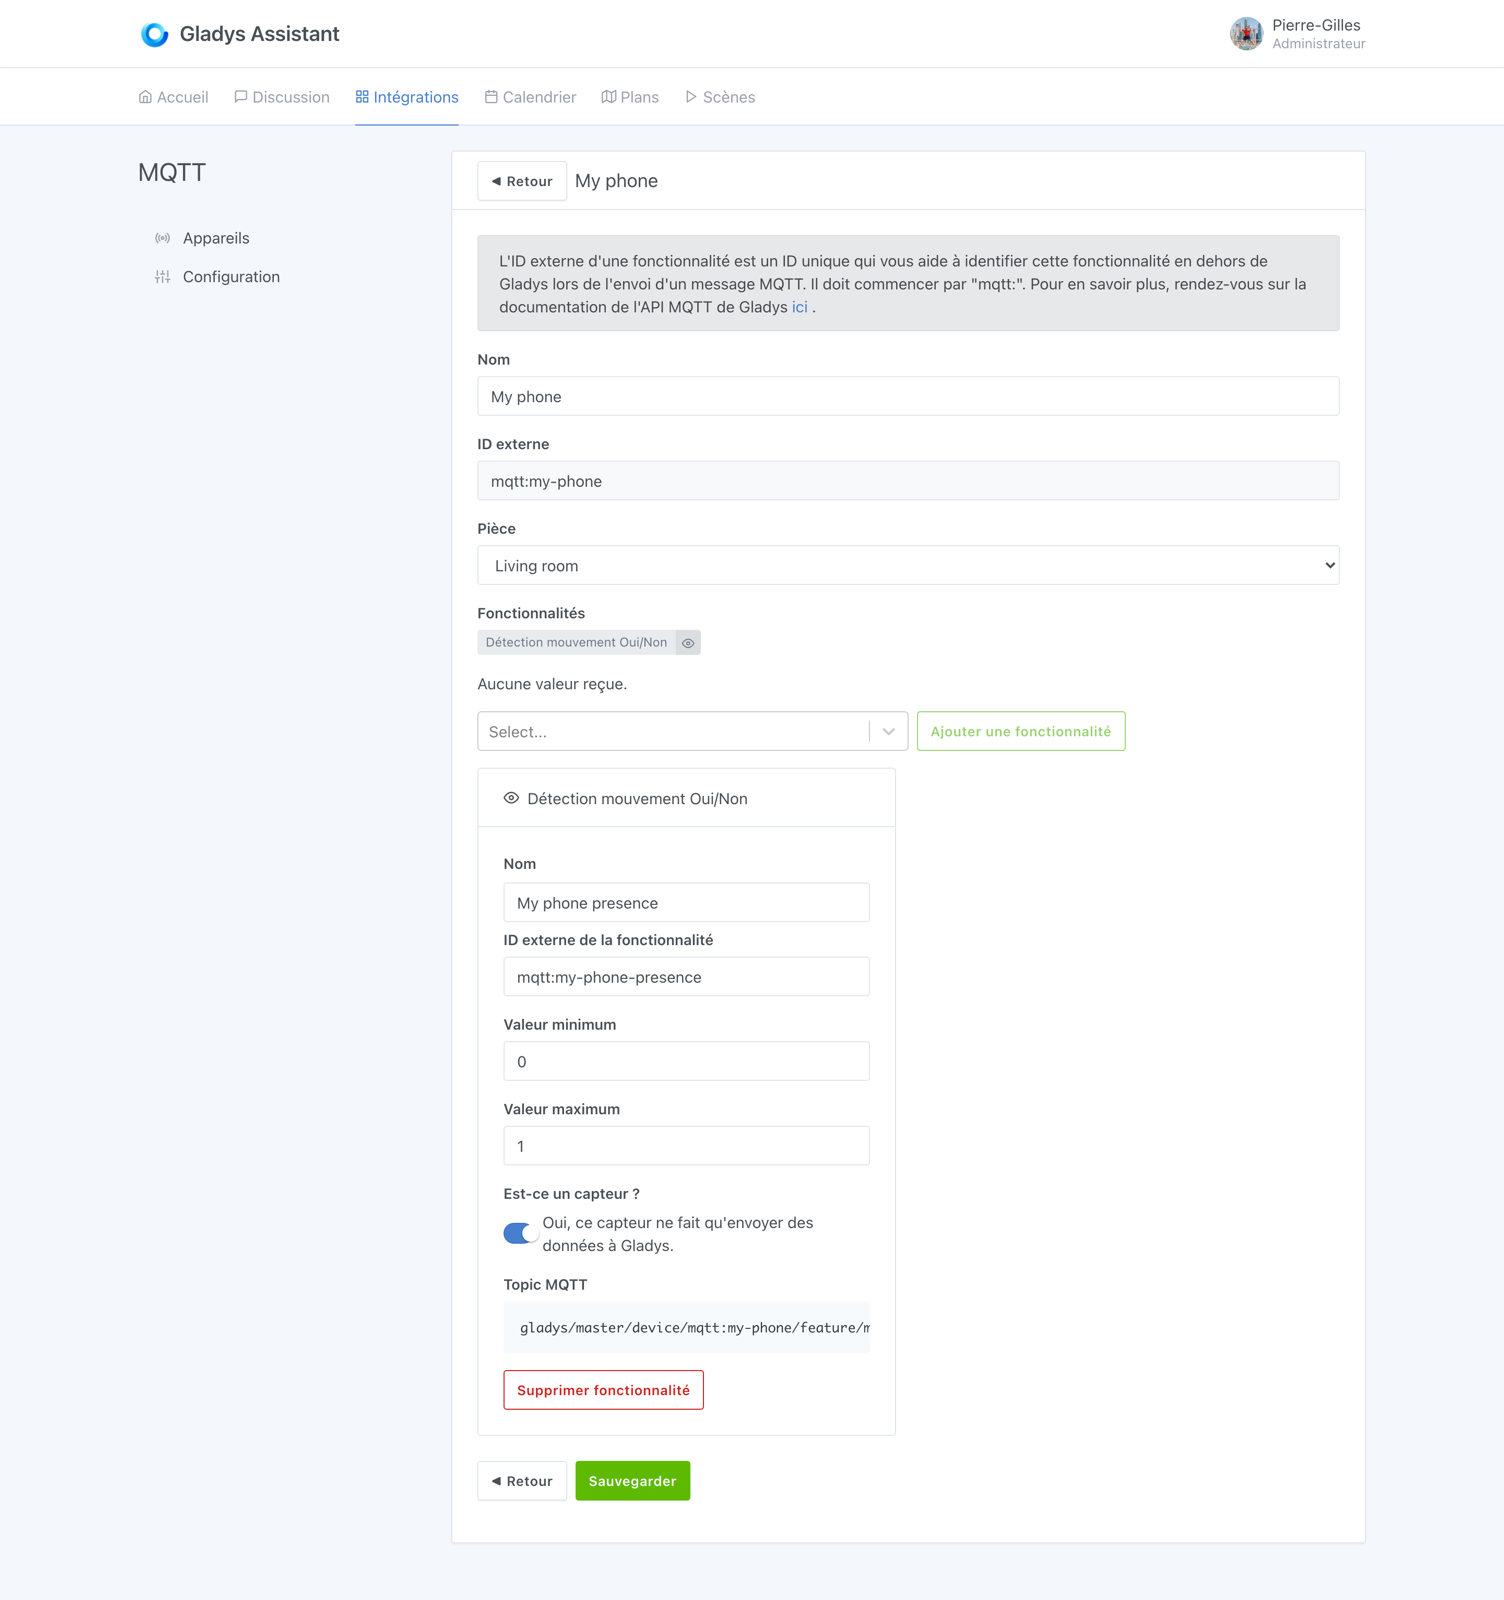 Gladys Assistant
Pierre-Gilles
Administrateur
Accueil
Discussion
Intégrations
Calendrier
Plans
Scènes
MQTT
Appareils
Configuration
◄ Retour
My phone
L'ID externe d'une fonctionnalité est un ID unique qui vous aide à identifier cette fonctionnalité en dehors de
Gladys lors de l'envoi d'un message MQTT. Il doit commencer par "mqtt:". Pour en savoir plus, rendez-vous sur la
documentation de l'API MQTT de Gladys ici .
Nom
My phone
ID externe
mqtt:my-phone
Pièce
Living room
Fonctionnalités
Détection mouvement Oui/Non
Aucune valeur reçue.
Select...
Ajouter une fonctionnalité
Détection mouvement Oui/Non
Nom
My phone presence
ID externe de la fonctionnalité
mqtt:my-phone-presence
Valeur minimum
0
Valeur maximum
1
Est-ce un capteur ?
Oui, ce capteur ne fait qu'envoyer des
données à Gladys.
Topic MQTT
gladys/master/device/mqtt:my-phone/feature/m
Supprimer fonctionnalité
◄ Retour
Sauvegarder